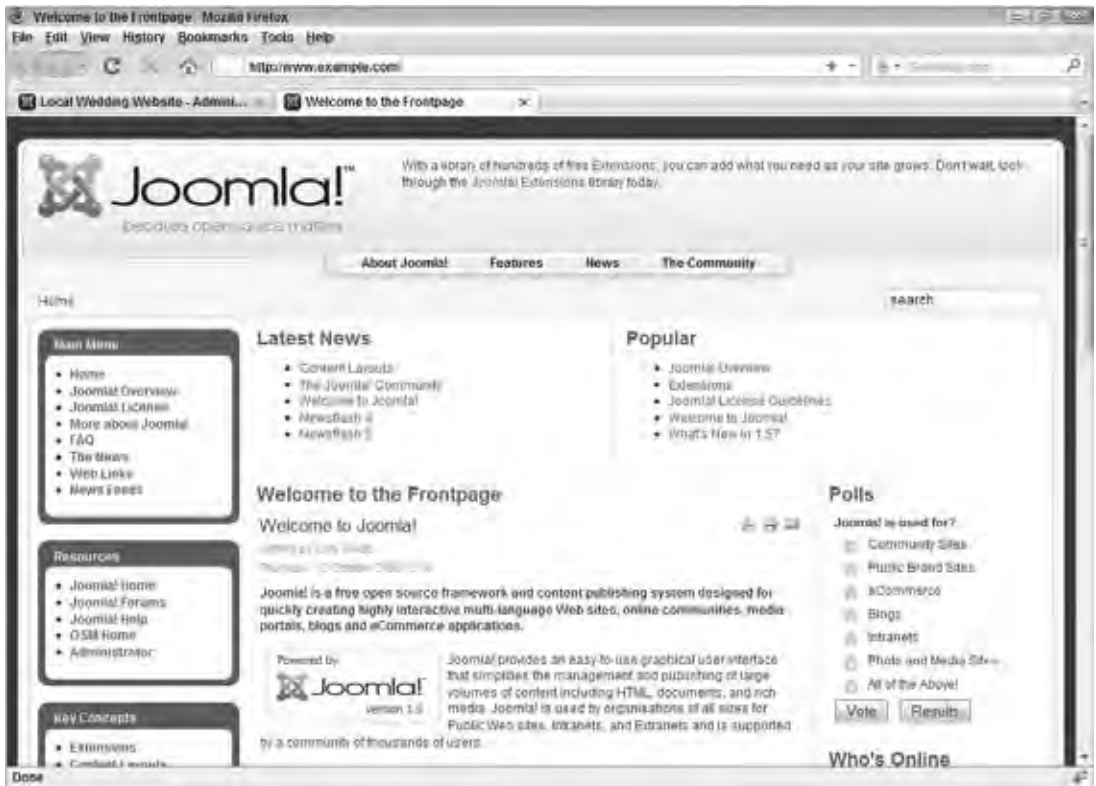 Welcome to the Frontpage Mozilla Firefox
File Edit View History Bookmarks Tools Help
http://www.example.com
Local Wedding Website - Admini...
Welcome to the Frontpage
Joomla!™
because open source matters
With a library of hundreds of free Extensions, you can add what you need as your site grows. Don't wait, look
through the Joomla! Extensions library today.
About Joomla! Features News The Community
Home
search
Main Menu
Home
Joomla! Overview
Joomla! License
More about Joomla!
FAQ
The News
Web Links
News Feeds
Resources
Joomla! Home
Joomla! Forums
Joomla! Help
OSM Home
Administrator
Key Concepts
Extensions
Content Layouts
Latest News
Content Layouts
The Joomla! Community
Welcome to Joomla!
Newsflash 4
Newsflash 5
Popular
Joomla! Overview
Extensions
Joomla! License Guidelines
Welcome to Joomla!
What's New in 1.5?
Welcome to the Frontpage
Welcome to Joomla!
Joomla! is a free open source framework and content publishing system designed for
quickly creating highly interactive multi-language Web sites, online communities, media
portals, blogs and eCommerce applications.
Powered by
Joomla!
version 1.5
Joomla! provides an easy-to-use graphical user interface
that simplifies the management and publishing of large
volumes of content including HTML, documents, and rich
media. Joomla! is used by organisations of all sizes for
Public Web sites, Intranets, and Extranets and is supported
by a community of thousands of users.
Polls
Joomla! is used for?
Community Sites
Public Brand Sites
eCommerce
Blogs
Intranets
Photo and Media Sites
All of the Above!
Vote Results
Who's Online
Done